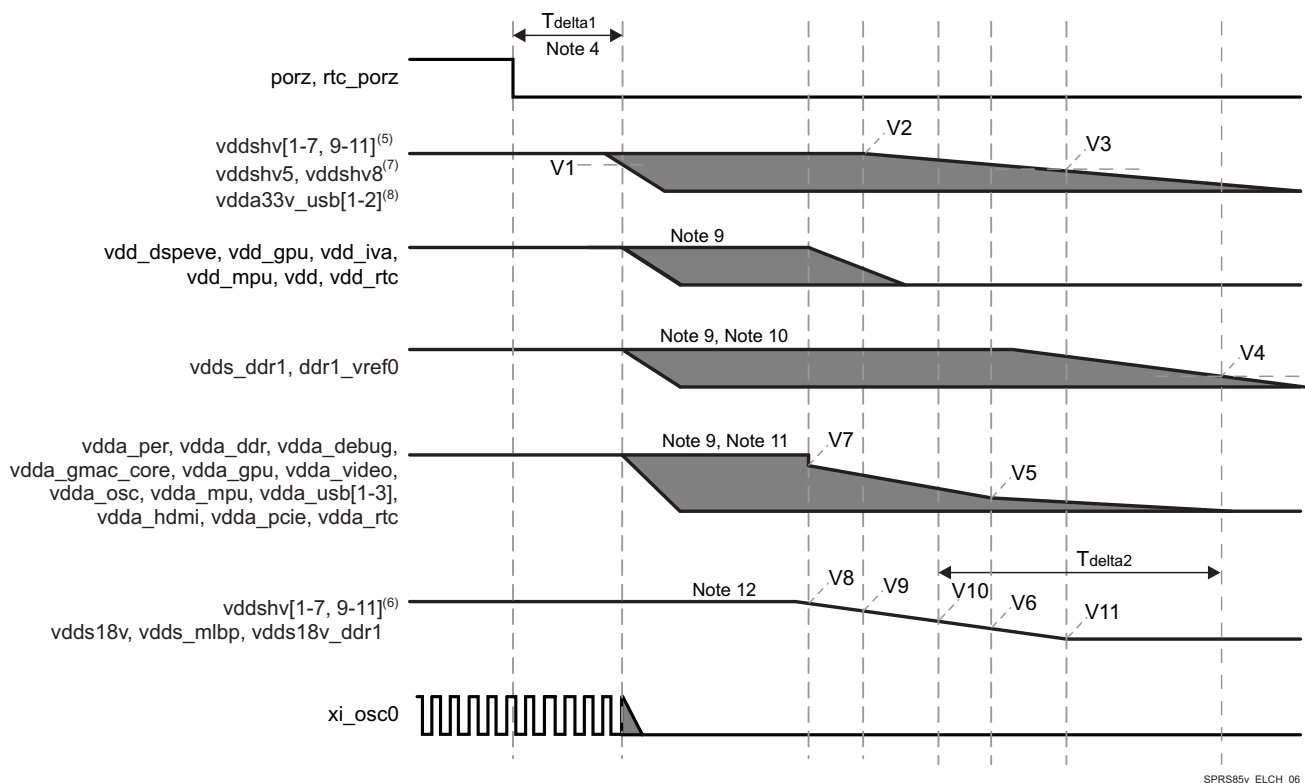 Tdelta1
Note 4
porz, rtc_porz
vddshv[1-7, 9-11](5)
vddshv5, vddshv8(7)
vdda33v_usb[1-2](8)
V1
V2
V3
Note 9
vdd_dspeve, vdd_gpu, vdd_iva,
vdd_mpu, vdd, vdd_rtc
Note 9, Note 10
vdds_ddr1, ddr1_vref0
V4
vdda_per, vdda_ddr, vdda_debug,
vdda_gmac_core, vdda_gpu, vdda_video,
vdda_osc, vdda_mpu, vdda_usb[1-3],
vdda_hdmi, vdda_pcie, vdda_rtc
Note 9, Note 11
V7
V5
Tdelta2
vddshv[1-7, 9-11](6)
vdds18v, vdds_mlbp, vdds18v_ddr1
Note 12
V8
V9
V10
V6
V11
xi_osc0
SPRS85v_ELCH_06